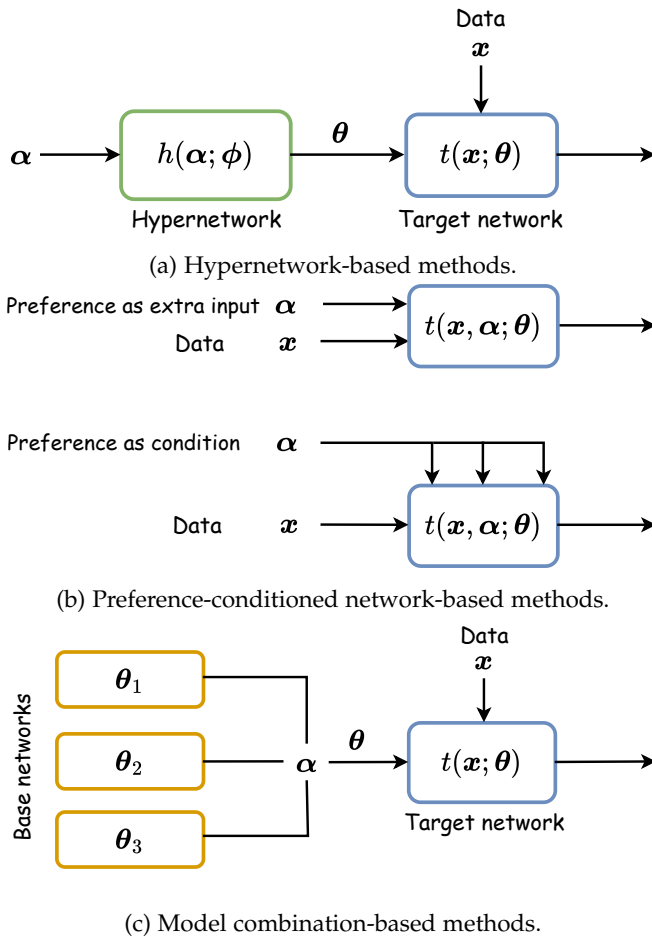 Data
x
α
h(α; ϕ)
θ
t(x; θ)
Hypernetwork
Target network
(a) Hypernetwork-based methods.
Preference as extra input α
t(x, α; θ)
Data x
Preference as condition α
Data x
t(x, α; θ)
(b) Preference-conditioned network-based methods.
Data
x
Base networks
θ₁
θ₂
θ₃
α
θ
t(x; θ)
Target network
(c) Model combination-based methods.